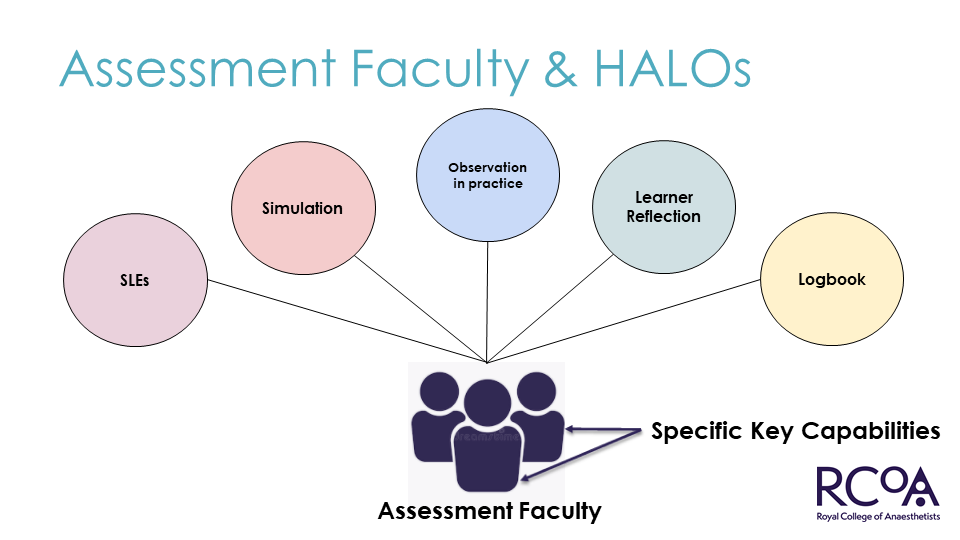 Assessment Faculty & HALOs
Observation
in practice
Simulation
Learner
Reflection
SLEs
Logbook
dreamstime
Specific Key Capabilities
Assessment Faculty
RCoA
Royal College of Anaesthetists